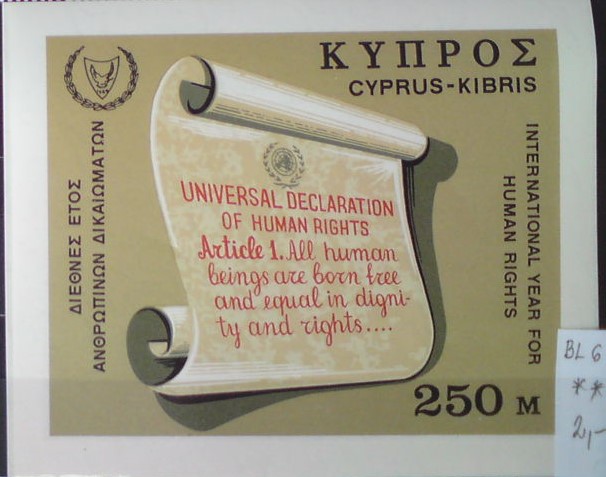 ΚΥΠΡΟΣ
CYPRUS-KIBRIS
ΔΙΕΘΝΕΣ ΕΤΟΣ
ΑΝΘΡΩΠΙΝΩΝ ΔΙΚΑΙΩΜΑΤΩΝ
UNIVERSAL DECLARATION
OF HUMAN RIGHTS
Article 1. All human
beings are born free
and equal in digni-
ty and rights....
INTERNATIONAL YEAR FOR
HUMAN RIGHTS
250 M
BL 6
**
2,-